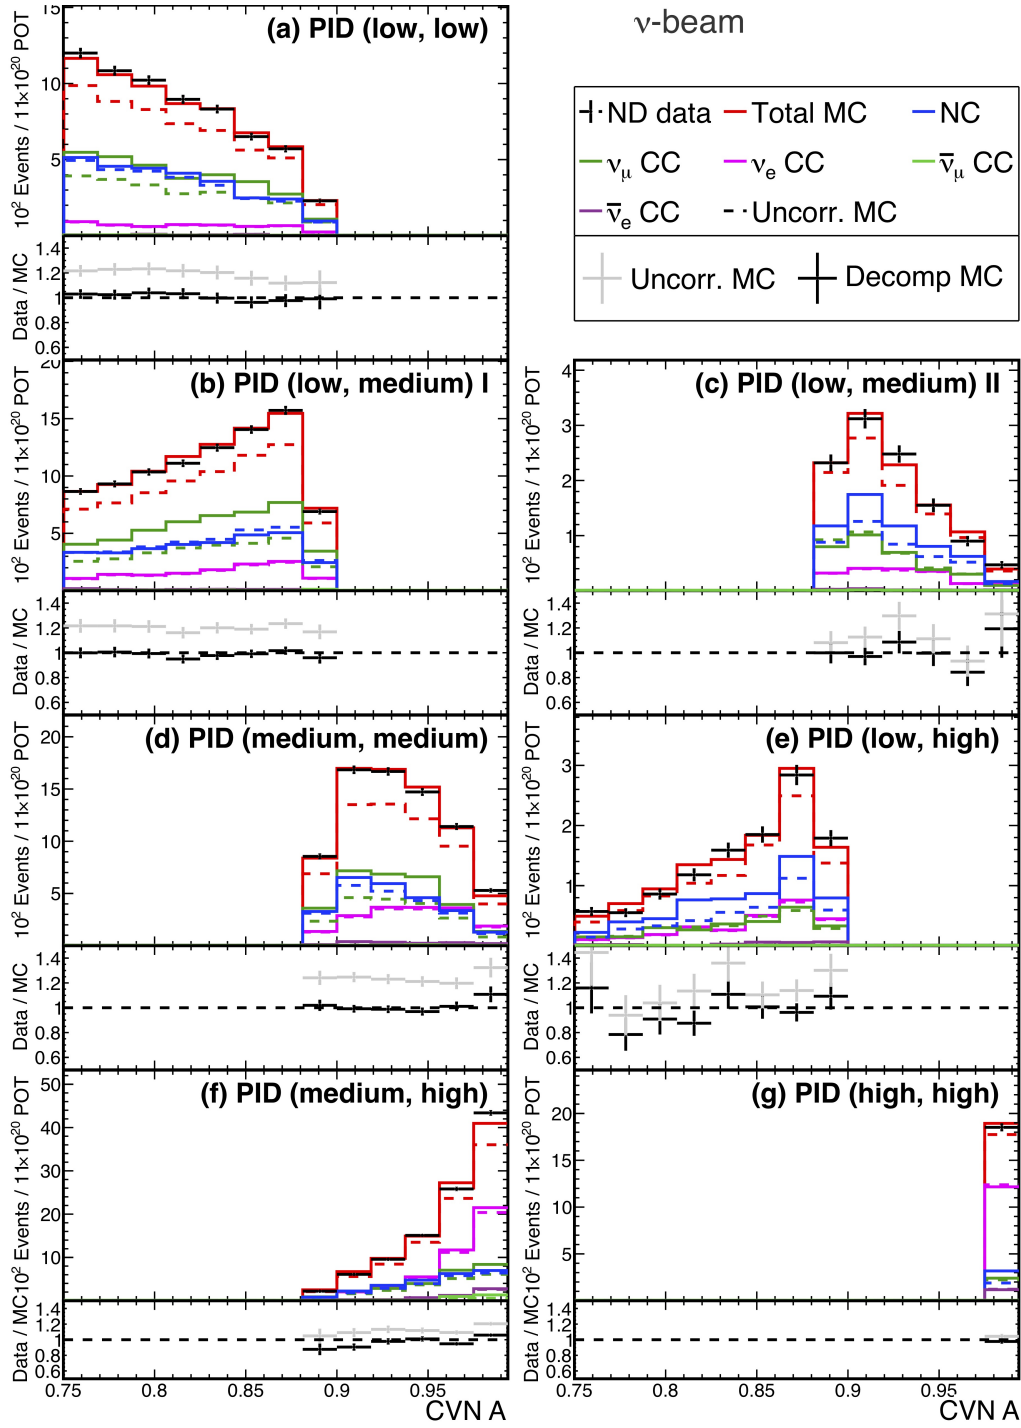 ν-beam
ND data Total MC NC
νμ CC νe CC ν̅μ CC
ν̅e CC Uncorr. MC
Uncorr. MC Decomp MC
(a) PID (low, low)
10² Events / 11×10²⁰ POT
15
10
5
Data / MC
1.4
1.2
1
0.8
0.6
(b) PID (low, medium) I
10² Events / 11×10²⁰ POT
20
15
10
5
Data / MC
1.4
1.2
1
0.8
0.6
(c) PID (low, medium) II
10² Events / 11×10²⁰ POT
4
3
2
1
Data / MC
1.4
1.2
1
0.8
0.6
(d) PID (medium, medium)
10² Events / 11×10²⁰ POT
20
15
10
5
Data / MC
1.4
1.2
1
0.8
0.6
(e) PID (low, high)
10² Events / 11×10²⁰ POT
3
2
1
Data / MC
1.4
1.2
1
0.8
0.6
(f) PID (medium, high)
10² Events / 11×10²⁰ POT
50
40
30
20
10
Data / MC
1.4
1.2
1
0.8
0.6
0.75 0.8 0.85 0.9 0.95
CVN A
(g) PID (high, high)
10² Events / 11×10²⁰ POT
20
15
10
5
Data / MC
1.4
1.2
1
0.8
0.6
0.75 0.8 0.85 0.9 0.95
CVN A